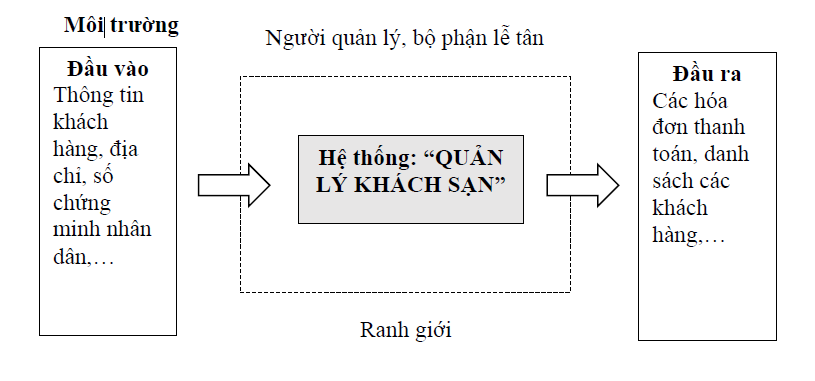 Môi trường
Người quản lý, bộ phận lễ tân
Đầu vào
Thông tin
khách
hàng, địa
chỉ, số
chứng
minh nhân
dân,…
Hệ thống: “QUẢN
LÝ KHÁCH SẠN”
Đầu ra
Các hóa
đơn thanh
toán, danh
sách các
khách
hàng,…
Ranh giới